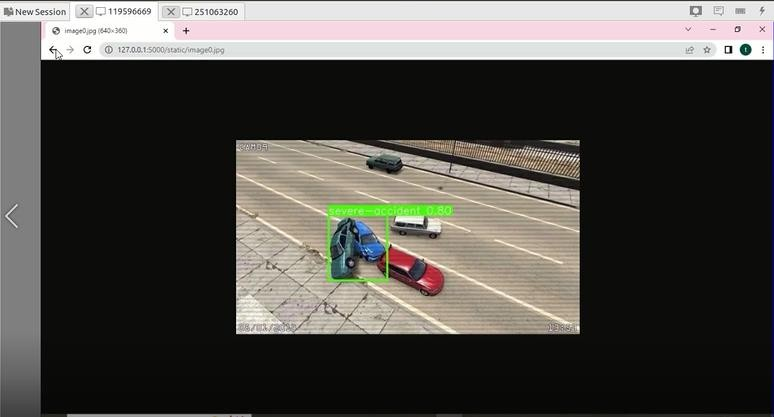 New Session
119596669
251063260
image0.jpg (640×360)
127.0.0.1:5000/static/image0.jpg
t
CAM09
severe-accident 0.80